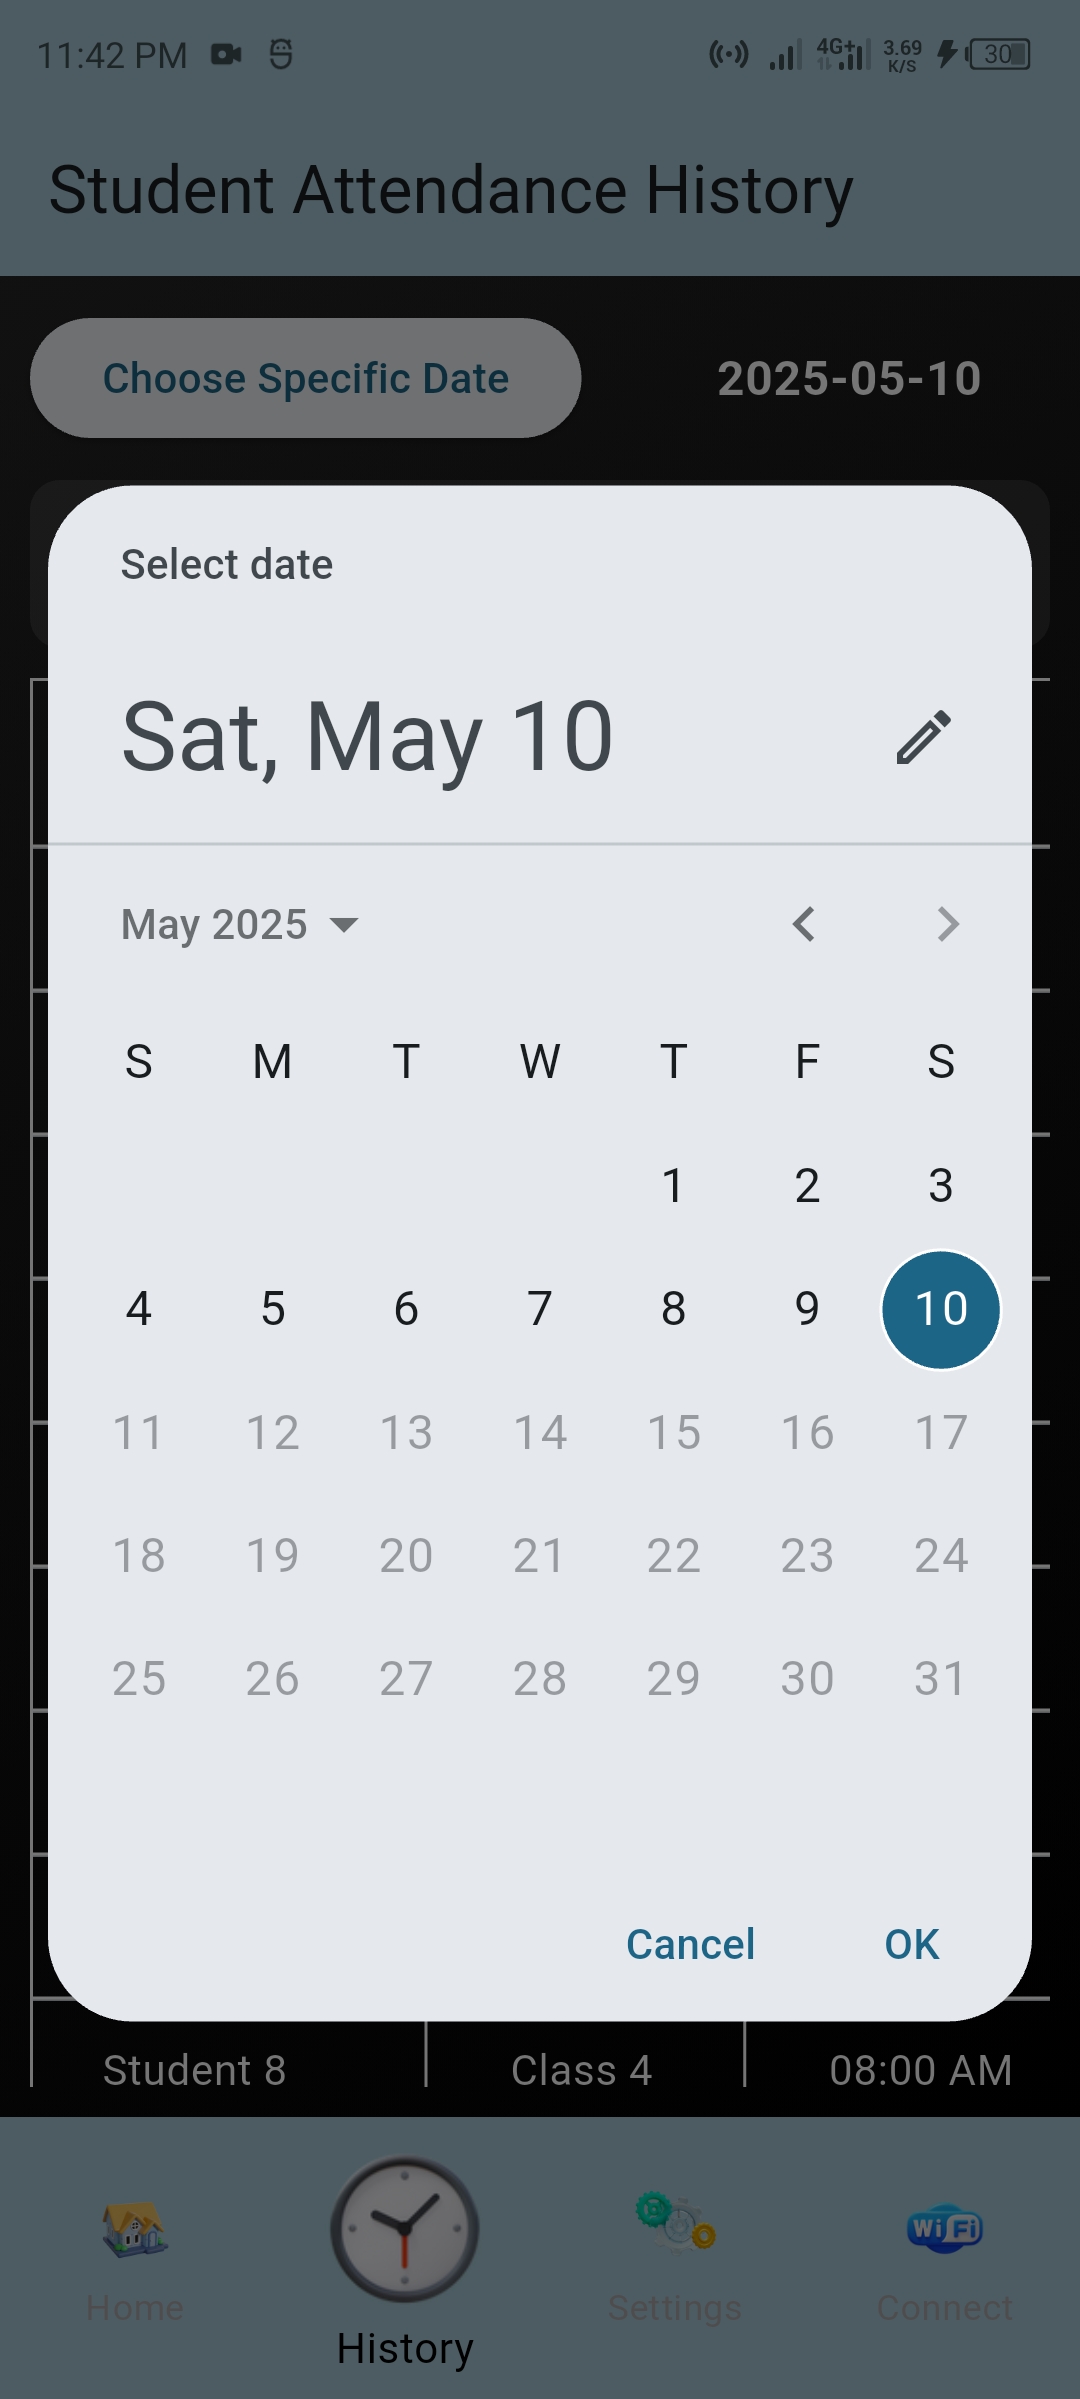 11:42 PM 4G+ 3.69 K/S 30
Student Attendance History
Choose Specific Date 2025-05-10
Select date
Sat, May 10
May 2025
S M T W T F S
1 2 3
4 5 6 7 8 9 10
11 12 13 14 15 16 17
18 19 20 21 22 23 24
25 26 27 28 29 30 31
Cancel OK
Student 8 Class 4 08:00 AM
WiFi
Home History Settings Connect